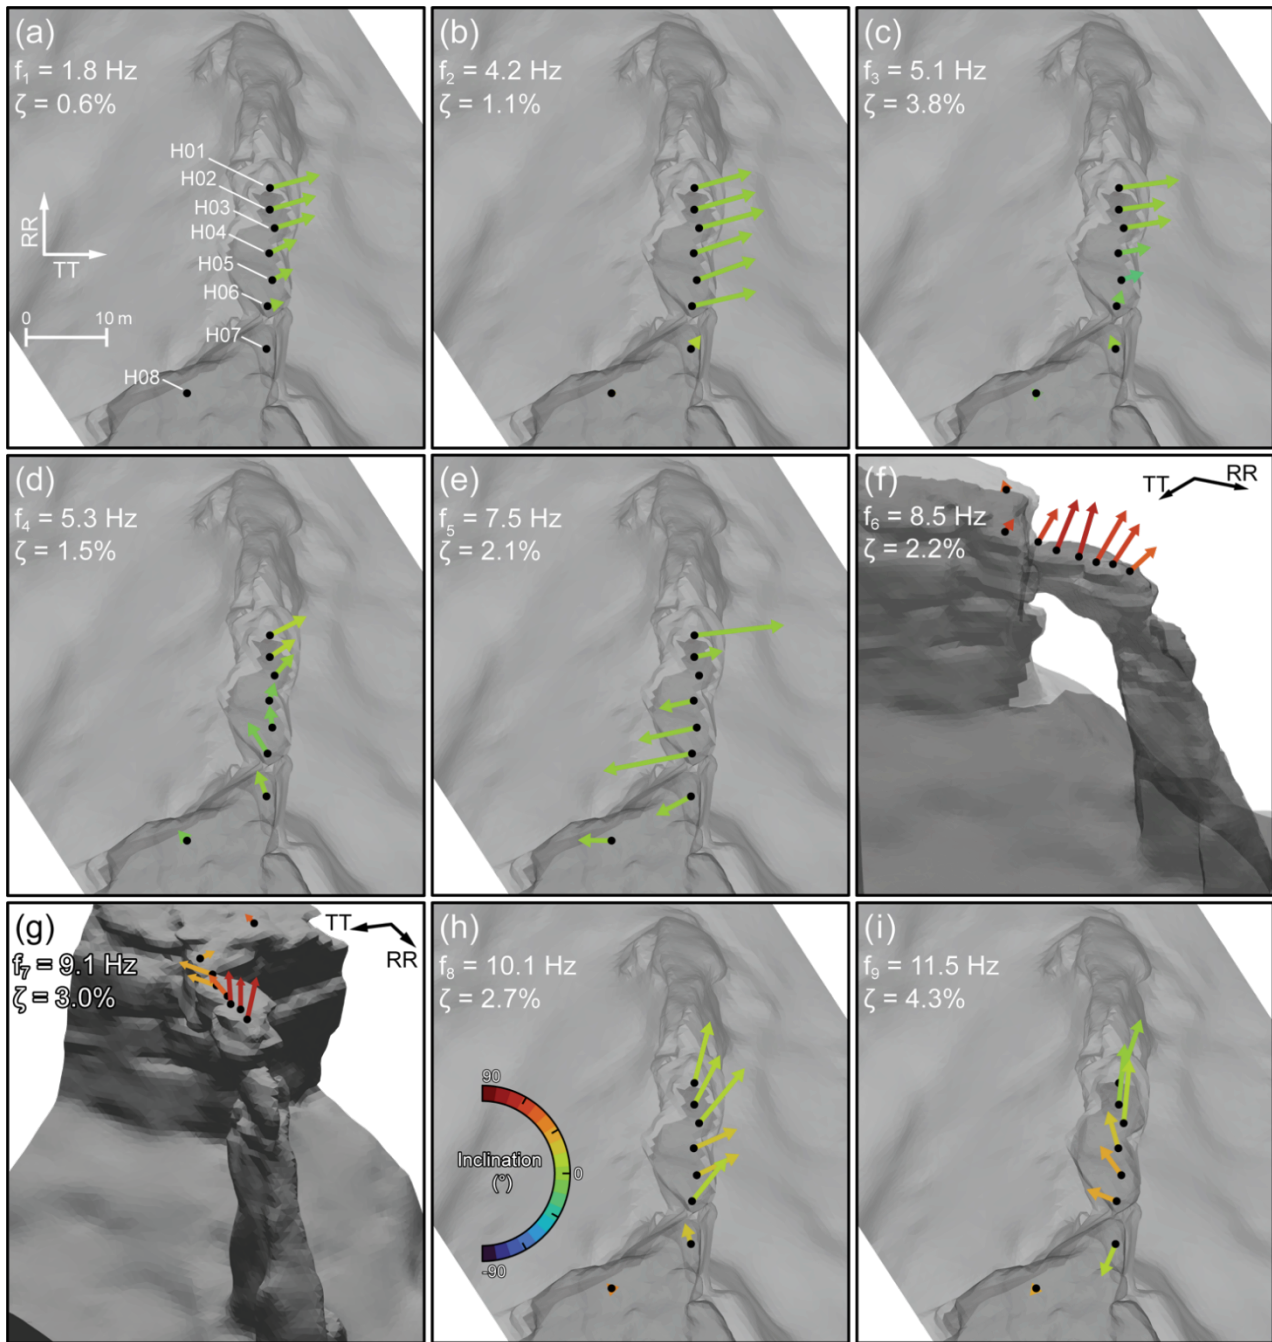 (a)
f₁ = 1.8 Hz
ζ = 0.6%
H01
H02
H03
H04
H05
H06
H07
H08
RR
TT
0 10 m
(b)
f₂ = 4.2 Hz
ζ = 1.1%
(c)
f₃ = 5.1 Hz
ζ = 3.8%
(d)
f₄ = 5.3 Hz
ζ = 1.5%
(e)
f₅ = 7.5 Hz
ζ = 2.1%
(f)
f₆ = 8.5 Hz
ζ = 2.2%
TT RR
(g)
f₇ = 9.1 Hz
ζ = 3.0%
TT
RR
(h)
f₈ = 10.1 Hz
ζ = 2.7%
90
Inclination
(°)
0
-90
(i)
f₉ = 11.5 Hz
ζ = 4.3%